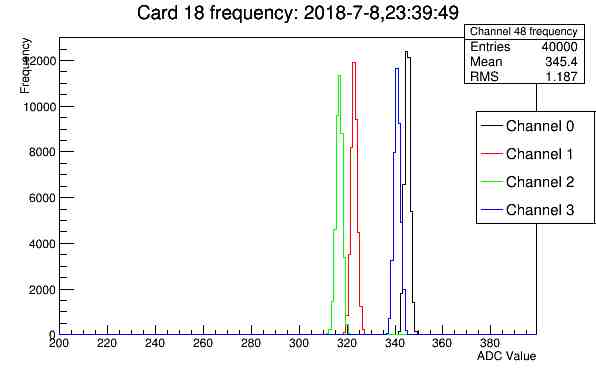 Card 18 frequency: 2018-7-8,23:39:49
Channel 48 frequency
Entries 40000
Mean 345.4
RMS 1.187
Frequency
12000
10000
8000
6000
4000
2000
0
Channel 0
Channel 1
Channel 2
Channel 3
200 220 240 260 280 300 320 340 360 380
ADC Value